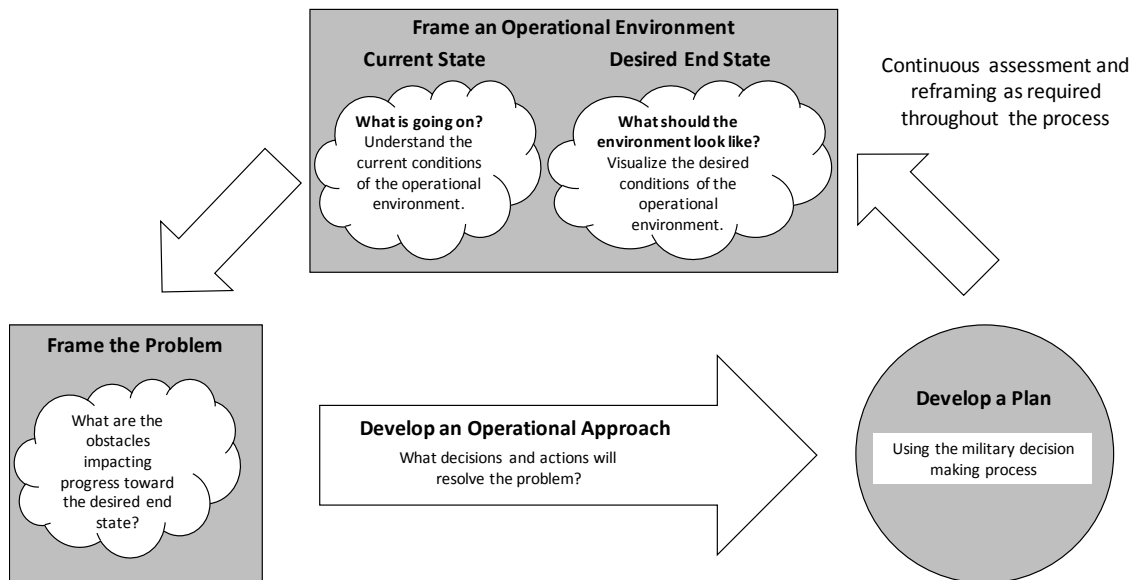 Frame an Operational Environment
Current State
What is going on?
Understand the
current conditions
of the operational
environment.
Desired End State
What should the
environment look like?
Visualize the desired
conditions of the
operational
environment.
Continuous assessment and
reframing as required
throughout the process
Frame the Problem
What are the
obstacles
impacting
progress toward
the desired end
state?
Develop an Operational Approach
What decisions and actions will
resolve the problem?
Develop a Plan
Using the military decision
making process